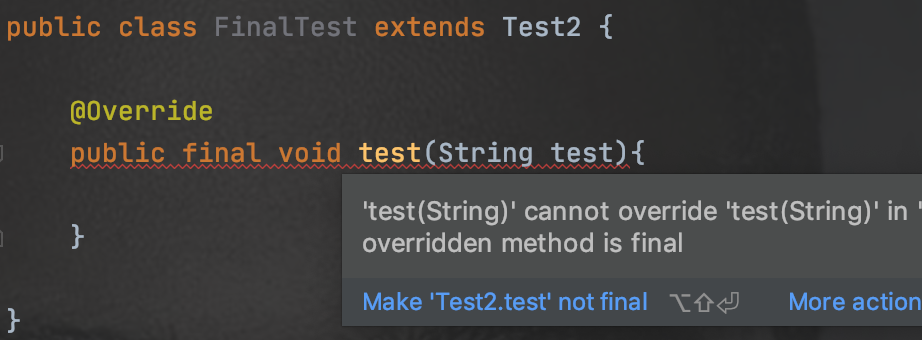 public class FinalTest extends Test2 {
@Override
public final void test(String test){
'test(String)' cannot override 'test(String)' in '
overridden method is final
}
Make 'Test2.test' not final ⌥⇧⏎ More action
}